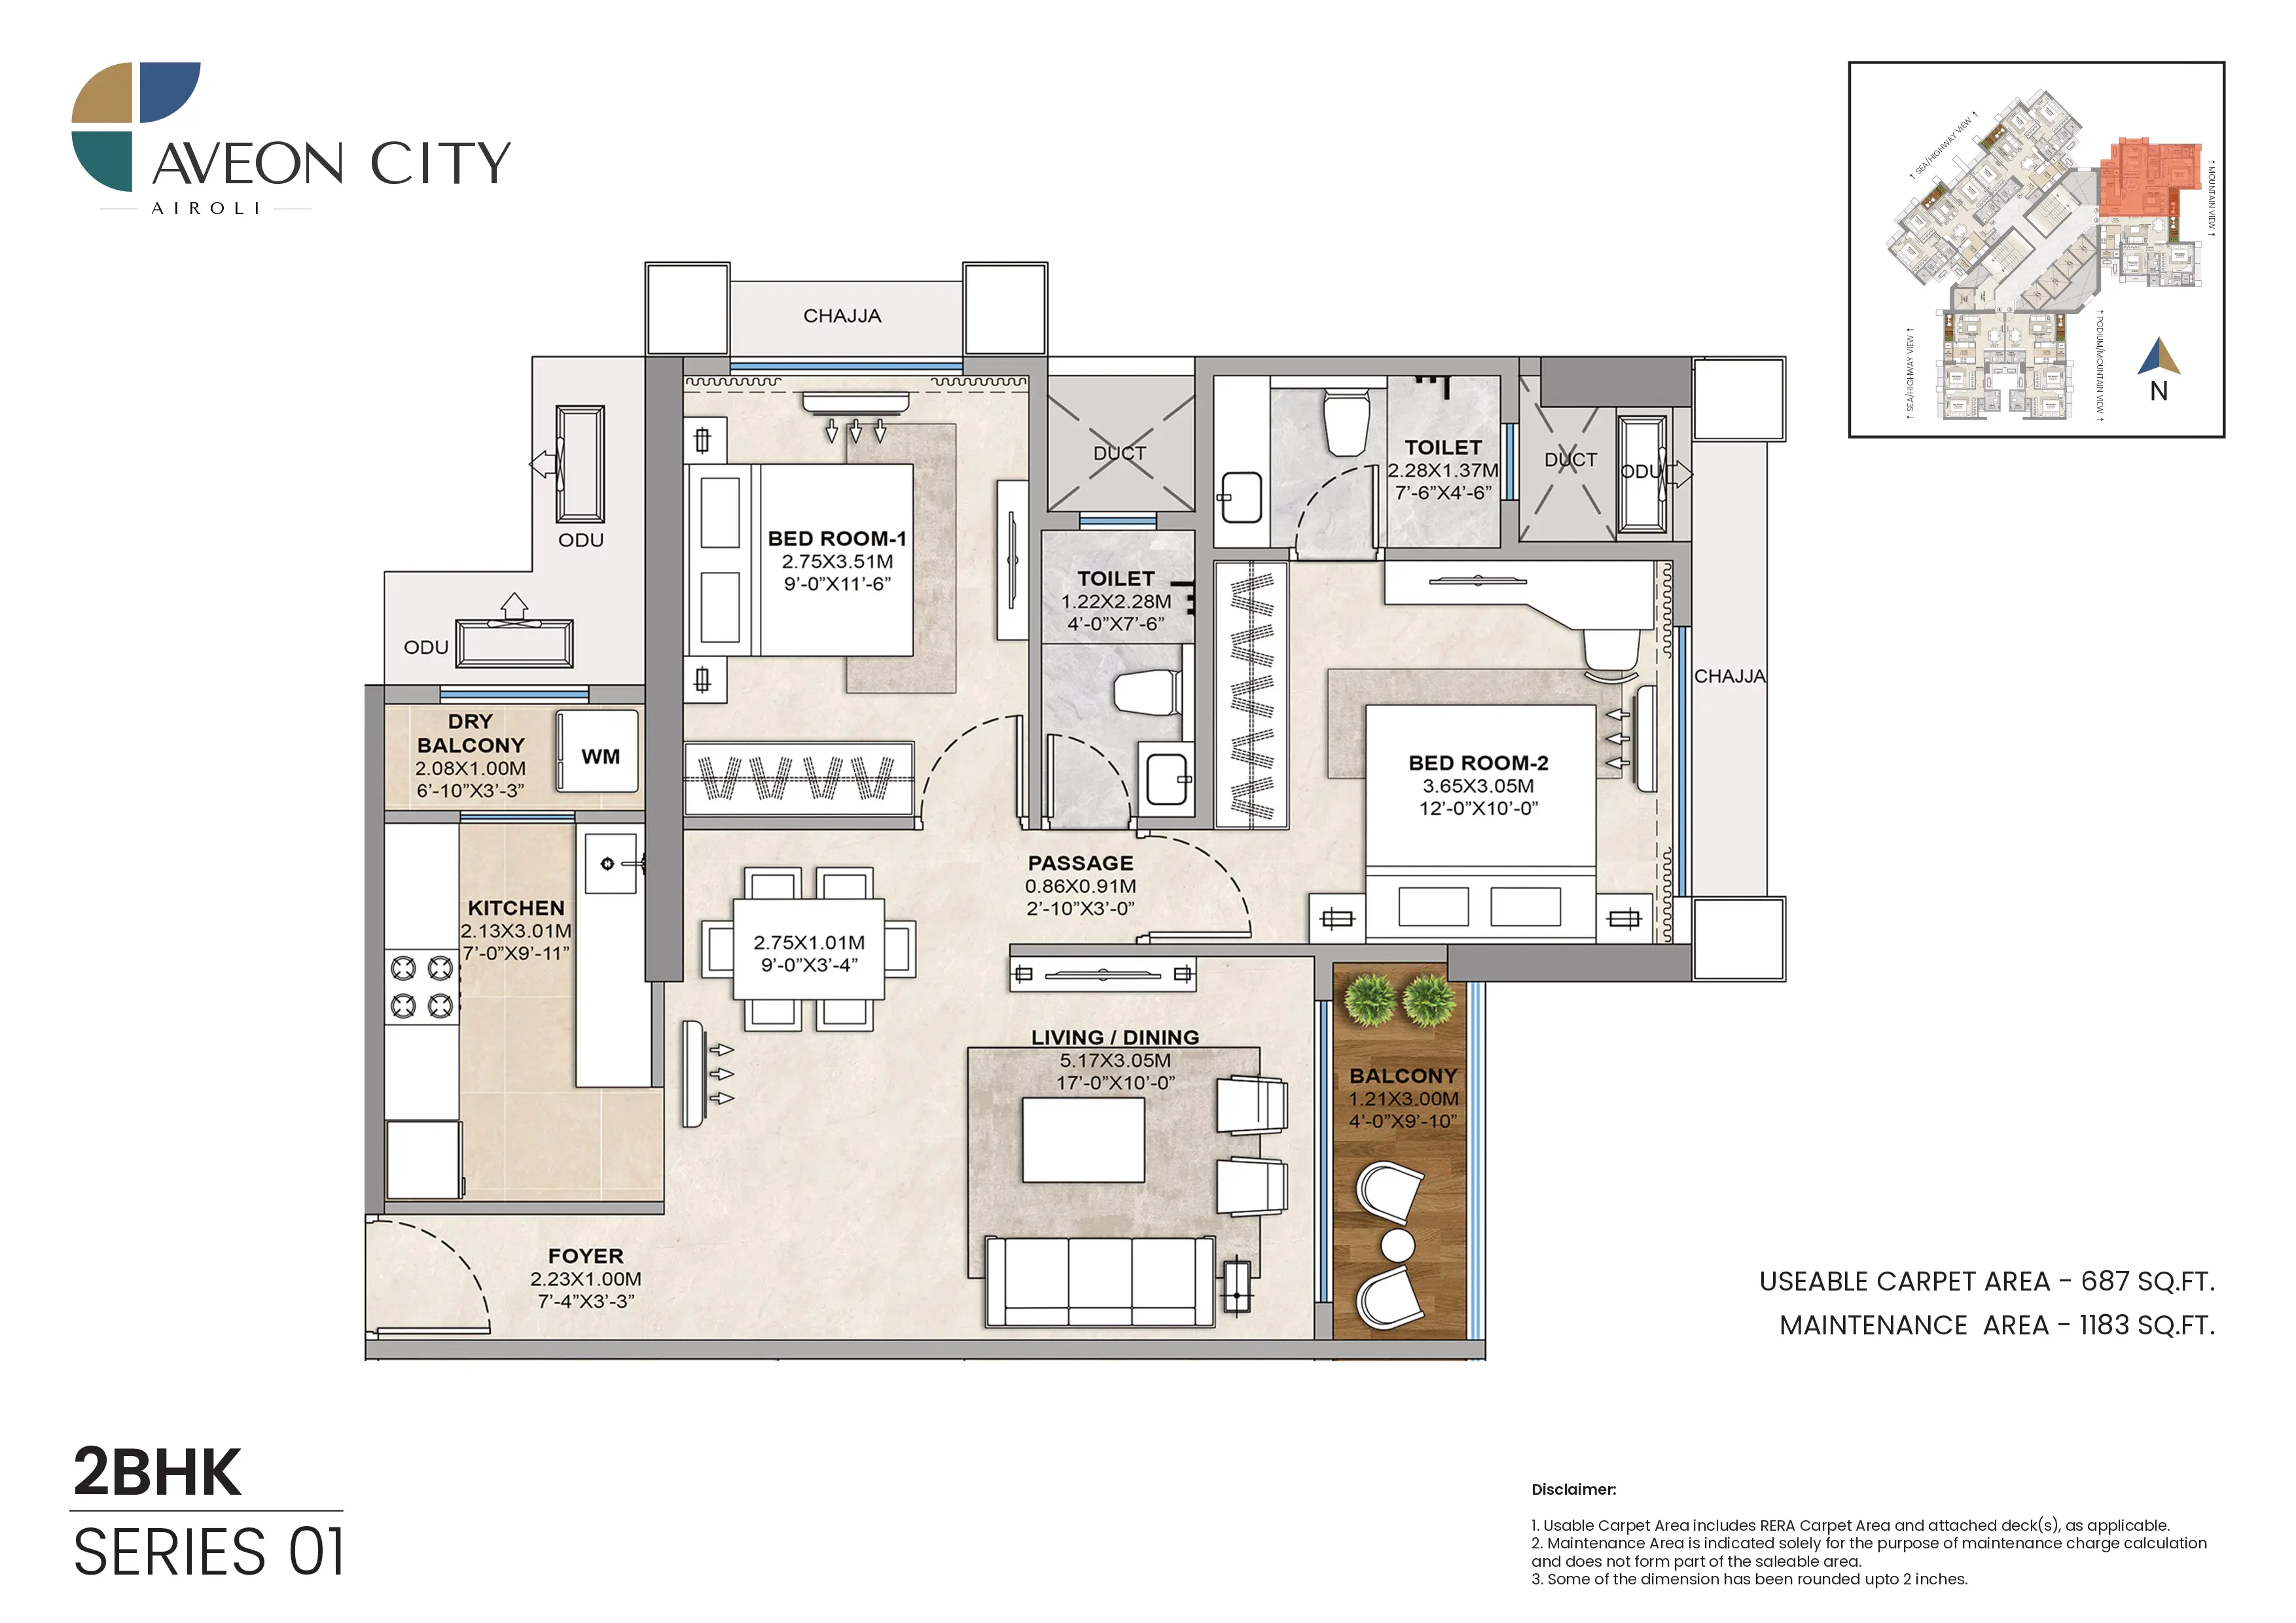 AVEON CITY
AIROLI
↑ SEA/HIGHWAY VIEW ↑
↑ MOUNTAIN VIEW ↑
↑ SEA/HIGHWAY VIEW ↑
↑ PODIUM/MOUNTAIN VIEW ↑
N
CHAJJA
DUCT
TOILET
2.28X1.37M
7'-6”X4'-6”
DUCT
ODU
ODU
BED ROOM-1
2.75X3.51M
9'-0”X11'-6”
TOILET
1.22X2.28M
4'-0”X7'-6”
ODU
CHAJJA
DRY
BALCONY
2.08X1.00M
6'-10”X3'-3”
WM
BED ROOM-2
3.65X3.05M
12'-0”X10'-0”
PASSAGE
0.86X0.91M
2'-10”X3'-0”
KITCHEN
2.13X3.01M
7'-0”X9'-11”
2.75X1.01M
9'-0”X3'-4”
LIVING / DINING
5.17X3.05M
17'-0”X10'-0”
BALCONY
1.21X3.00M
4'-0”X9'-10”
FOYER
2.23X1.00M
7'-4”X3'-3”
USEABLE CARPET AREA - 687 SQ.FT.
MAINTENANCE AREA - 1183 SQ.FT.
2BHK
SERIES 01
Disclaimer:
1. Usable Carpet Area includes RERA Carpet Area and attached deck(s), as applicable.
2. Maintenance Area is indicated solely for the purpose of maintenance charge calculation
and does not form part of the saleable area.
3. Some of the dimension has been rounded upto 2 inches.